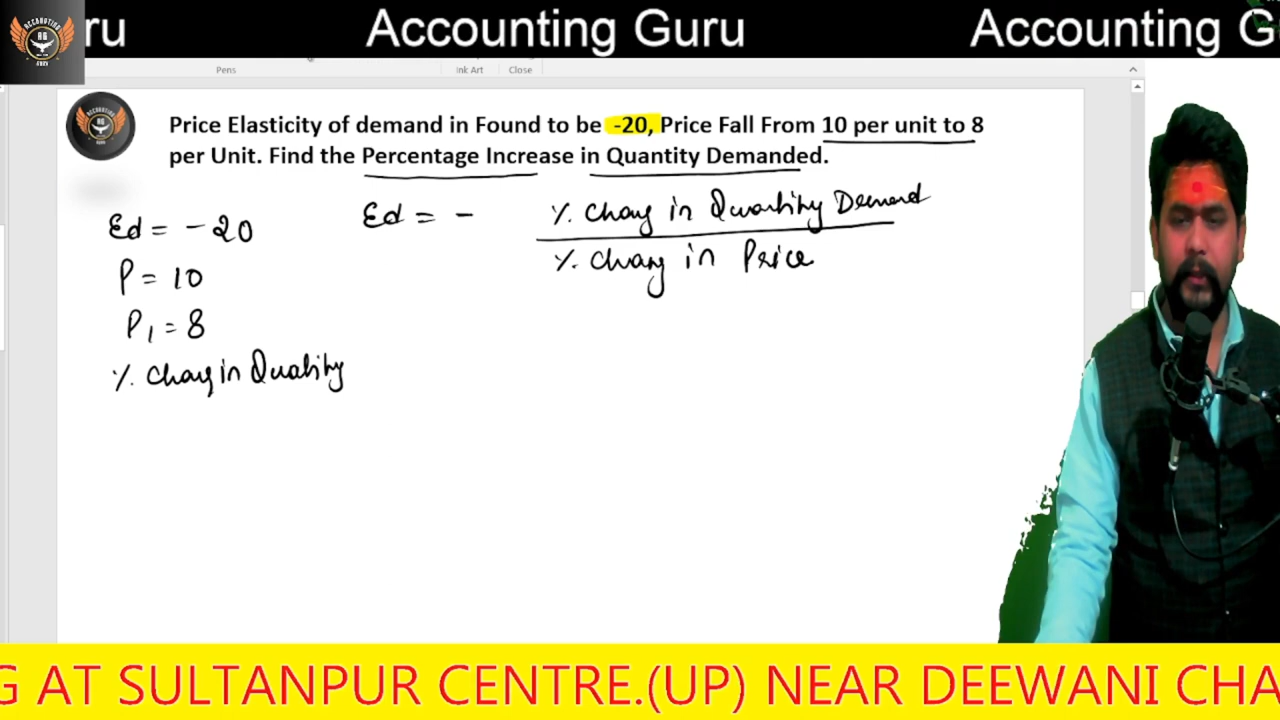 ru Accounting Guru Accounting G
Pens Ink Art Close
Price Elasticity of demand in Found to be -20, Price Fall From 10 per unit to 8
per Unit. Find the Percentage Increase in Quantity Demanded.
Ed = -20
P = 10
P1 = 8
Ed = - % Chang in Quantity Demand
% Chang in Price
% Chang in Quality
G AT SULTANPUR CENTRE.(UP) NEAR DEEWANI CHA